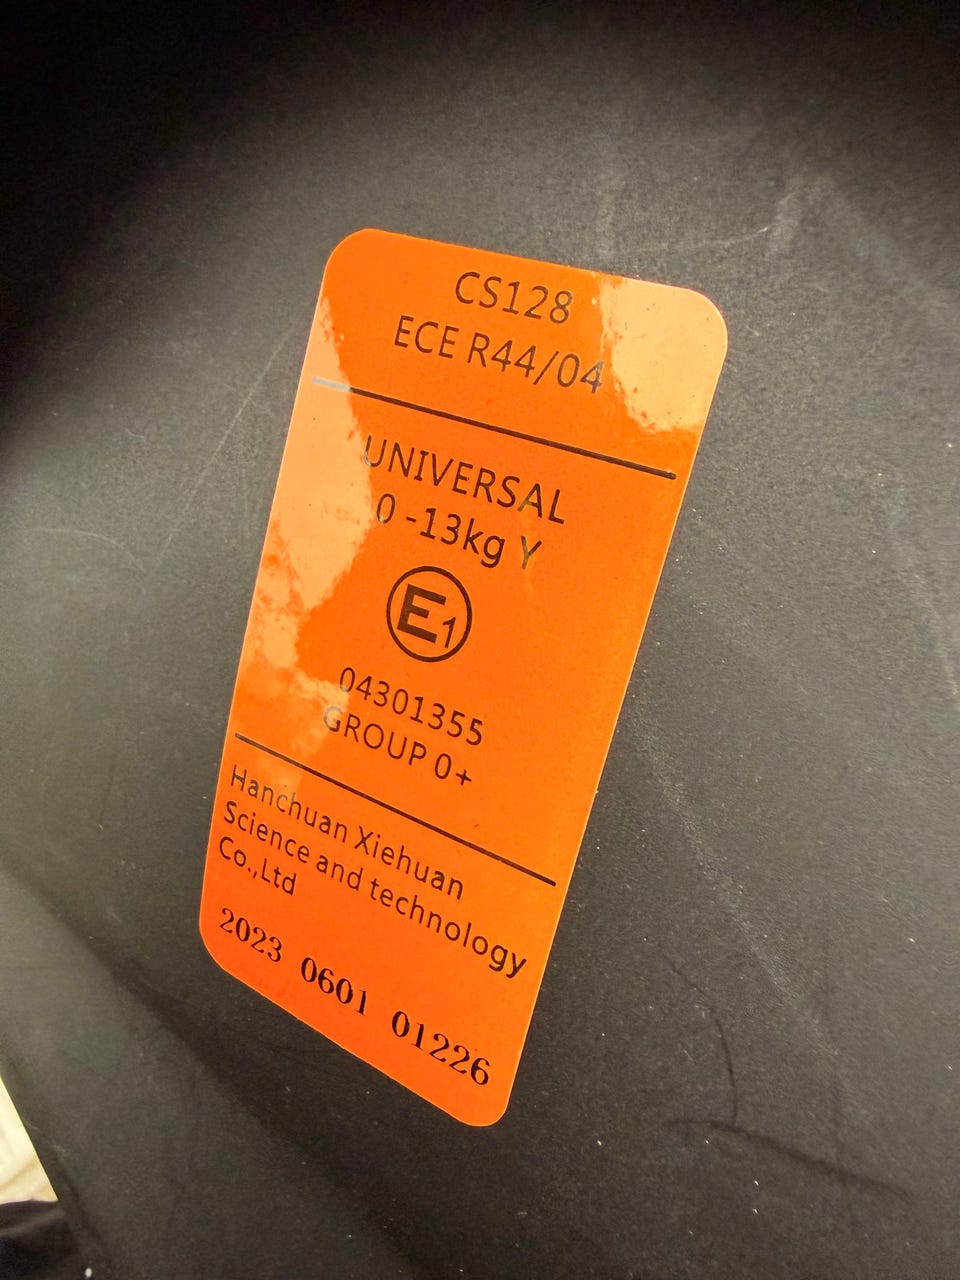 CS128
ECE R44/04
UNIVERSAL
0 -13kg Y
E1
04301355
GROUP 0+
Hanchuan Xiehuan
Science and technology
Co.,Ltd
2023 0601 01226